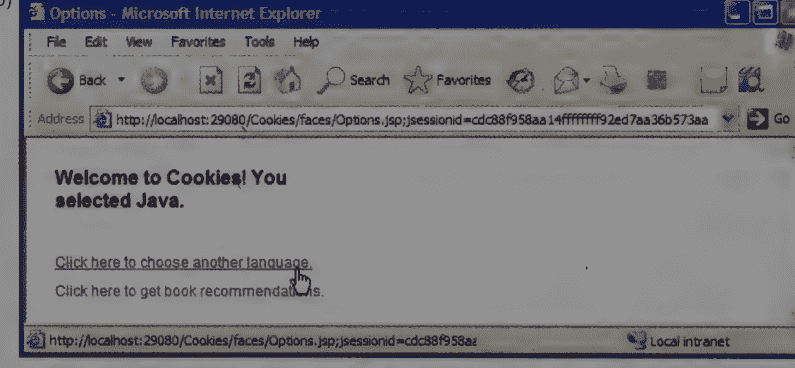 b)
Options - Microsoft Internet Explorer
File Edit View Favorites Tools Help
Back Search Favorites
Address http://localhost:29080/Cookies/faces/Options.jsp;jsessionid=cdc88f958aa14ffffffff92ed7aa36b573aa Go
Welcome to Cookies! You
selected Java.
Click here to choose another language.
Click here to get book recommendations.
http://localhost:29080/Cookies/faces/Options.jsp;jsessionid=cdc88f958aa Local intranet